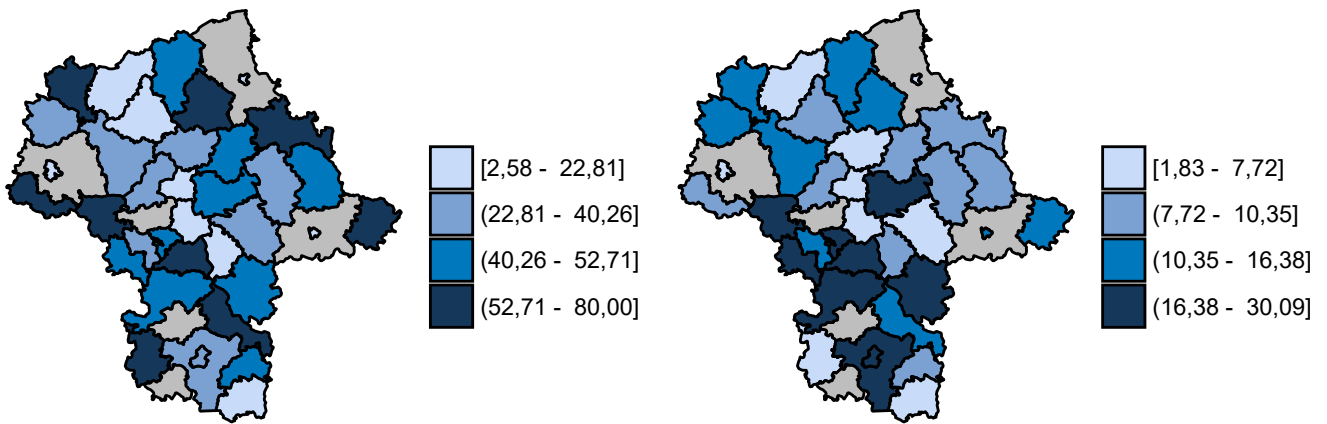 [2,58 - 22,81]
(22,81 - 40,26]
(40,26 - 52,71]
(52,71 - 80,00]
[1,83 - 7,72]
(7,72 - 10,35]
(10,35 - 16,38]
(16,38 - 30,09]